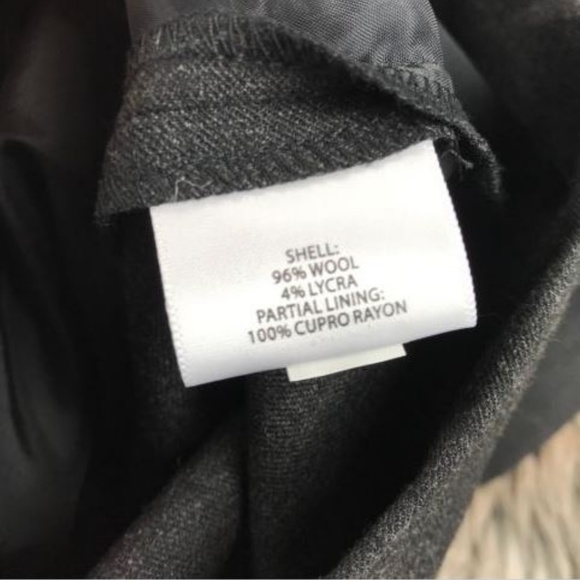 SHELL:
96% WOOL
4% LYCRA
PARTIAL LINING:
100% CUPRO RAYON